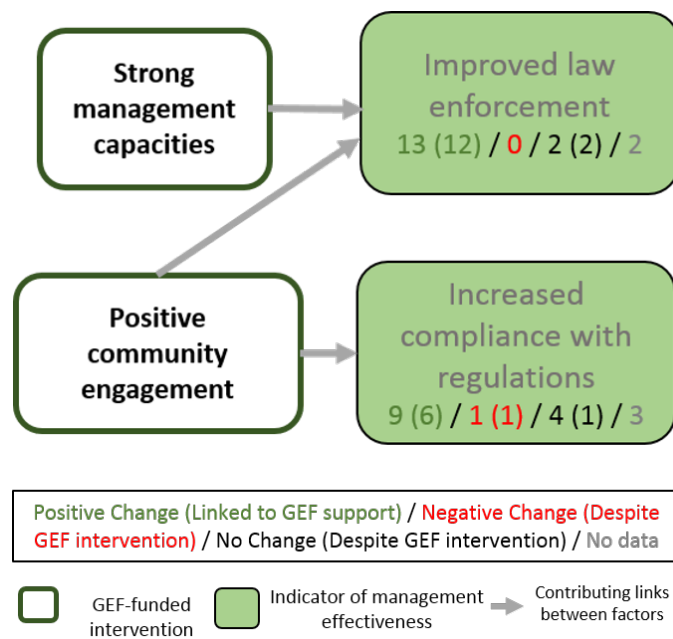 Strong
management
capacities
Improved law
enforcement
13 (12) / 0 / 2 (2) / 2
Positive
community
engagement
Increased
compliance with
regulations
9 (6) / 1 (1) / 4 (1) / 3
Positive Change (Linked to GEF support) / Negative Change (Despite
GEF intervention) / No Change (Despite GEF intervention) / No data
GEF-funded
intervention
Indicator of management
effectiveness
Contributing links
between factors